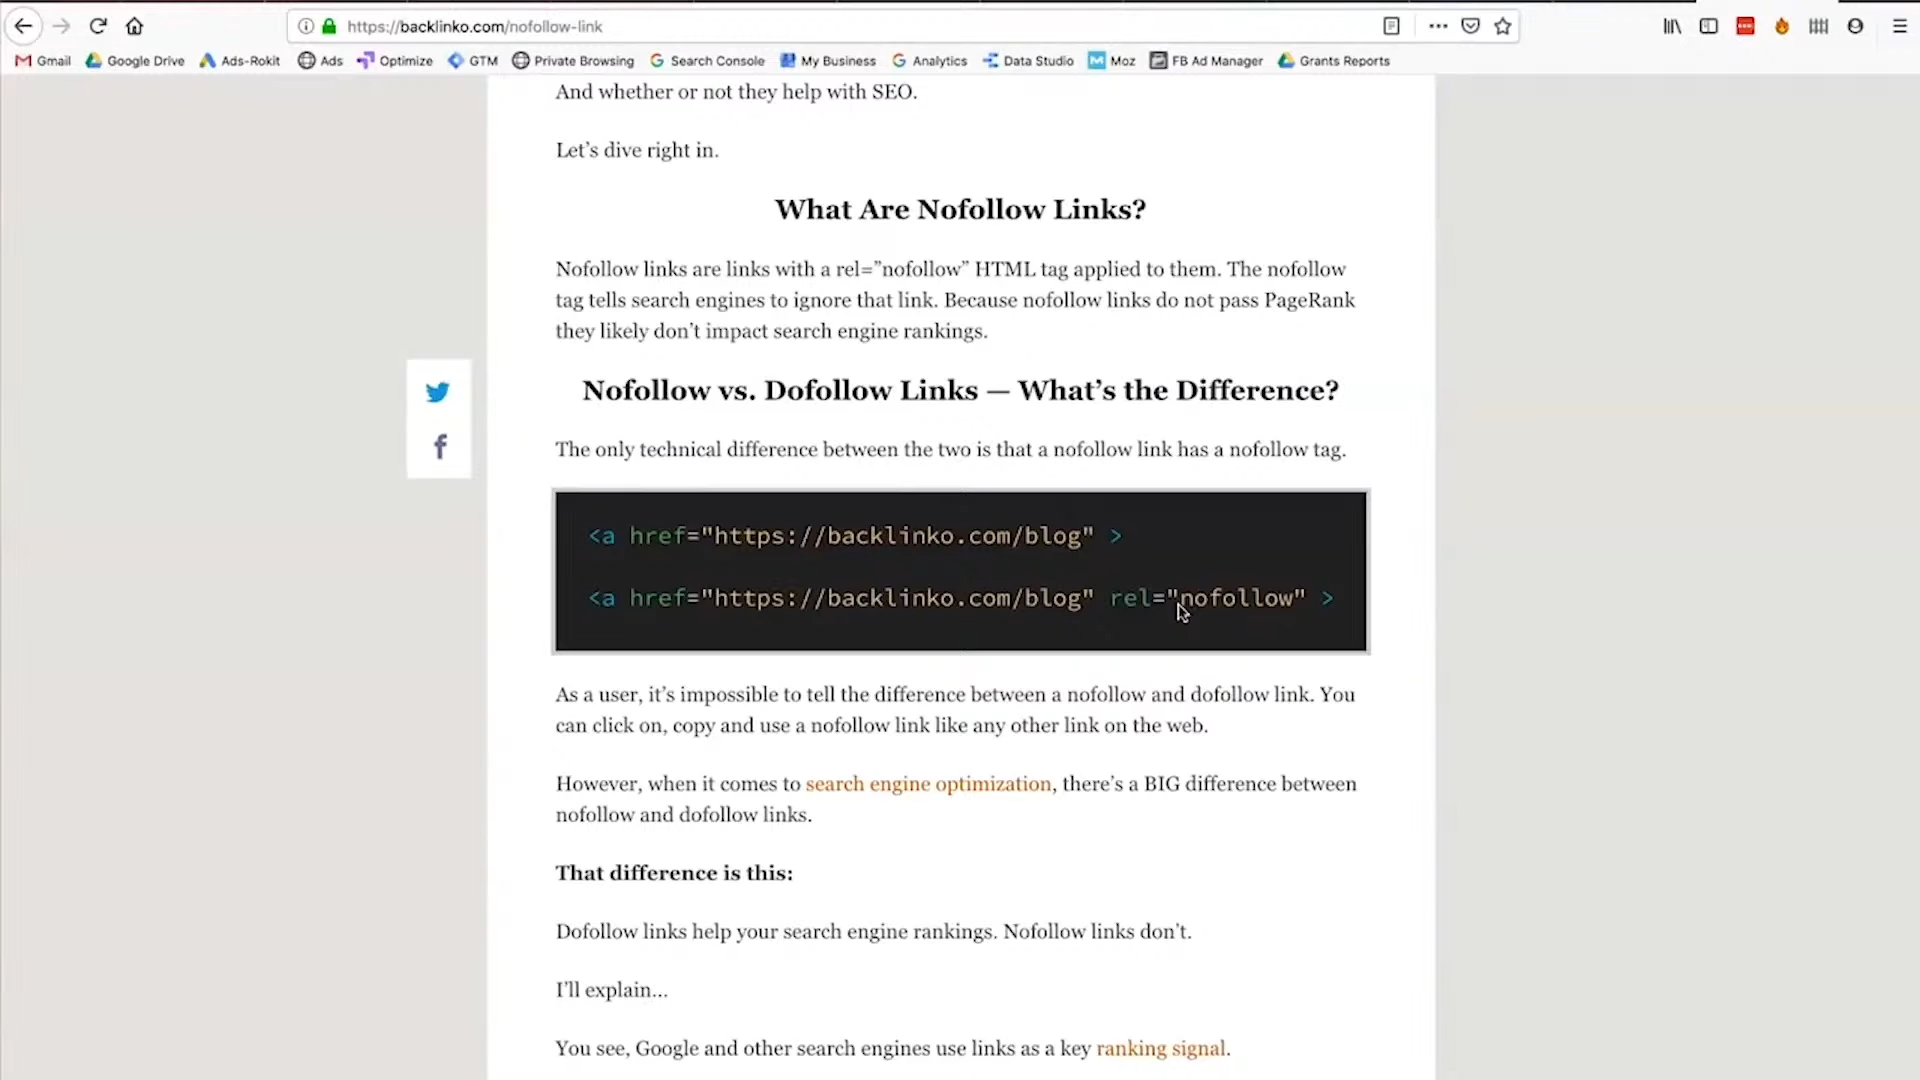 https://backlinko.com/nofollow-link
Gmail Google Drive Ads-Rokit Ads Optimize GTM Private Browsing Search Console My Business Analytics Data Studio Moz FB Ad Manager Grants Reports
And whether or not they help with SEO.
Let’s dive right in.
What Are Nofollow Links?
Nofollow links are links with a rel=”nofollow” HTML tag applied to them. The nofollow
tag tells search engines to ignore that link. Because nofollow links do not pass PageRank
they likely don’t impact search engine rankings.
Nofollow vs. Dofollow Links — What’s the Difference?
The only technical difference between the two is that a nofollow link has a nofollow tag.
<a href="https://backlinko.com/blog" >
<a href="https://backlinko.com/blog" rel="nofollow" >
As a user, it’s impossible to tell the difference between a nofollow and dofollow link. You
can click on, copy and use a nofollow link like any other link on the web.
However, when it comes to search engine optimization, there’s a BIG difference between
nofollow and dofollow links.
That difference is this:
Dofollow links help your search engine rankings. Nofollow links don’t.
I’ll explain…
You see, Google and other search engines use links as a key ranking signal.